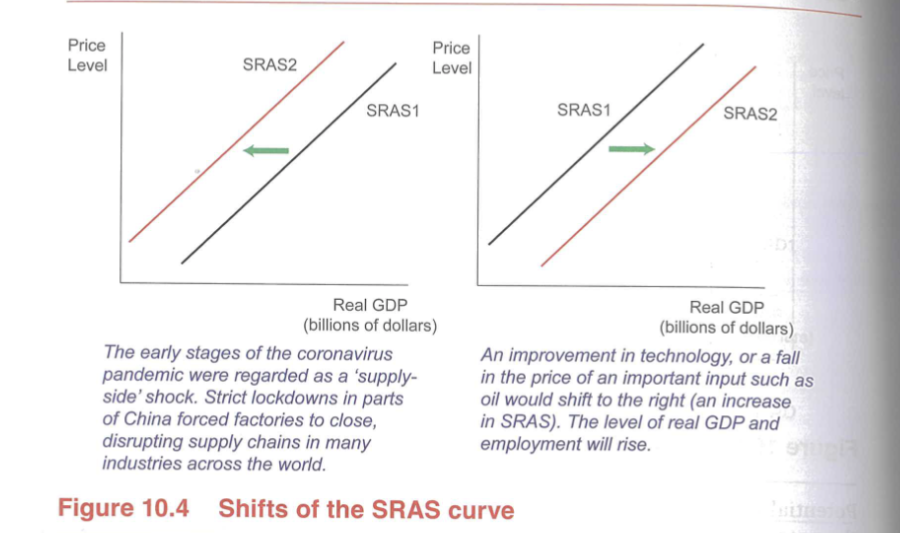 Price
Level
SRAS2
SRAS1
Real GDP
(billions of dollars)
The early stages of the coronavirus
pandemic were regarded as a ‘supply-
side’ shock. Strict lockdowns in parts
of China forced factories to close,
disrupting supply chains in many
industries across the world.
Price
Level
SRAS1
SRAS2
Real GDP
(billions of dollars)
An improvement in technology, or a fall
in the price of an important input such as
oil would shift to the right (an increase
in SRAS). The level of real GDP and
employment will rise.
Figure 10.4 Shifts of the SRAS curve